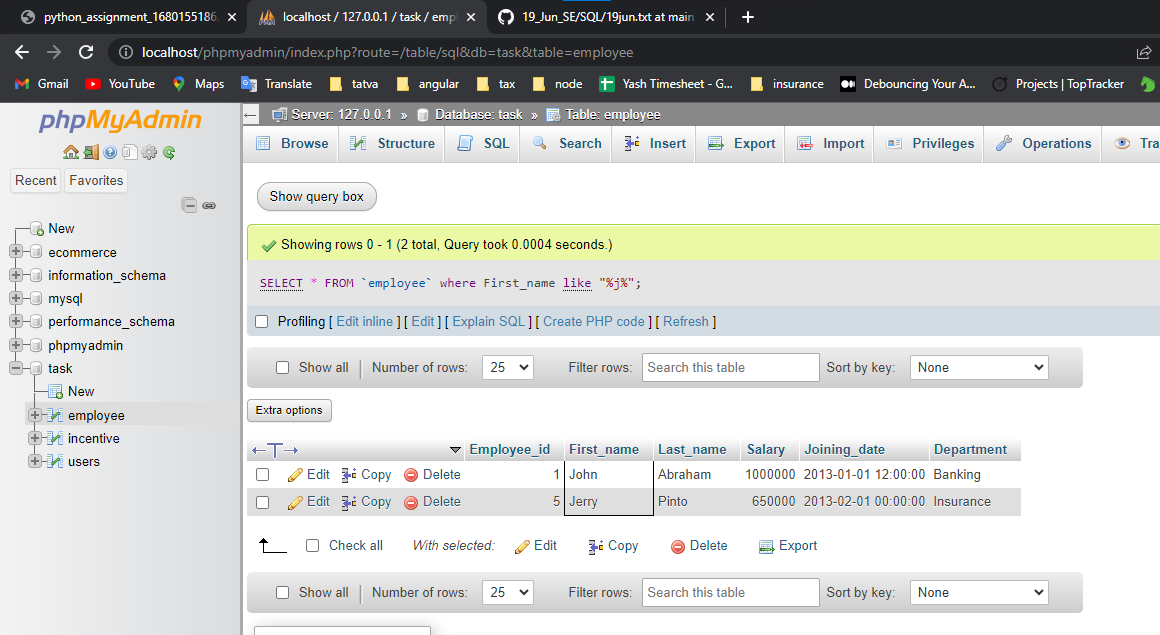 python_assignment_1680155186
localhost / 127.0.0.1 / task / emp
19_Jun_SE/SQL/19jun.txt at main
localhost/phpmyadmin/index.php?route=/table/sql&db=task&table=employee
Gmail YouTube Maps Translate tatva angular tax node Yash Timesheet - G... insurance Debouncing Your A... Projects | TopTracker
phpMyAdmin
Recent Favorites
New
ecommerce
information_schema
mysql
performance_schema
phpmyadmin
task
New
employee
incentive
users
Server: 127.0.0.1 » Database: task » Table: employee
Browse Structure SQL Search Insert Export Import Privileges Operations Tra
Show query box
Showing rows 0 - 1 (2 total, Query took 0.0004 seconds.)
SELECT * FROM `employee` where First_name like "%j%";
Profiling [ Edit inline ] [ Edit ] [ Explain SQL ] [ Create PHP code ] [ Refresh ]
Show all Number of rows: 25 Filter rows: Search this table Sort by key: None
Extra options
Employee_id First_name Last_name Salary Joining_date Department
Edit Copy Delete 1 John Abraham 1000000 2013-01-01 12:00:00 Banking
Edit Copy Delete 5 Jerry Pinto 650000 2013-02-01 00:00:00 Insurance
Check all With selected: Edit Copy Delete Export
Show all Number of rows: 25 Filter rows: Search this table Sort by key: None